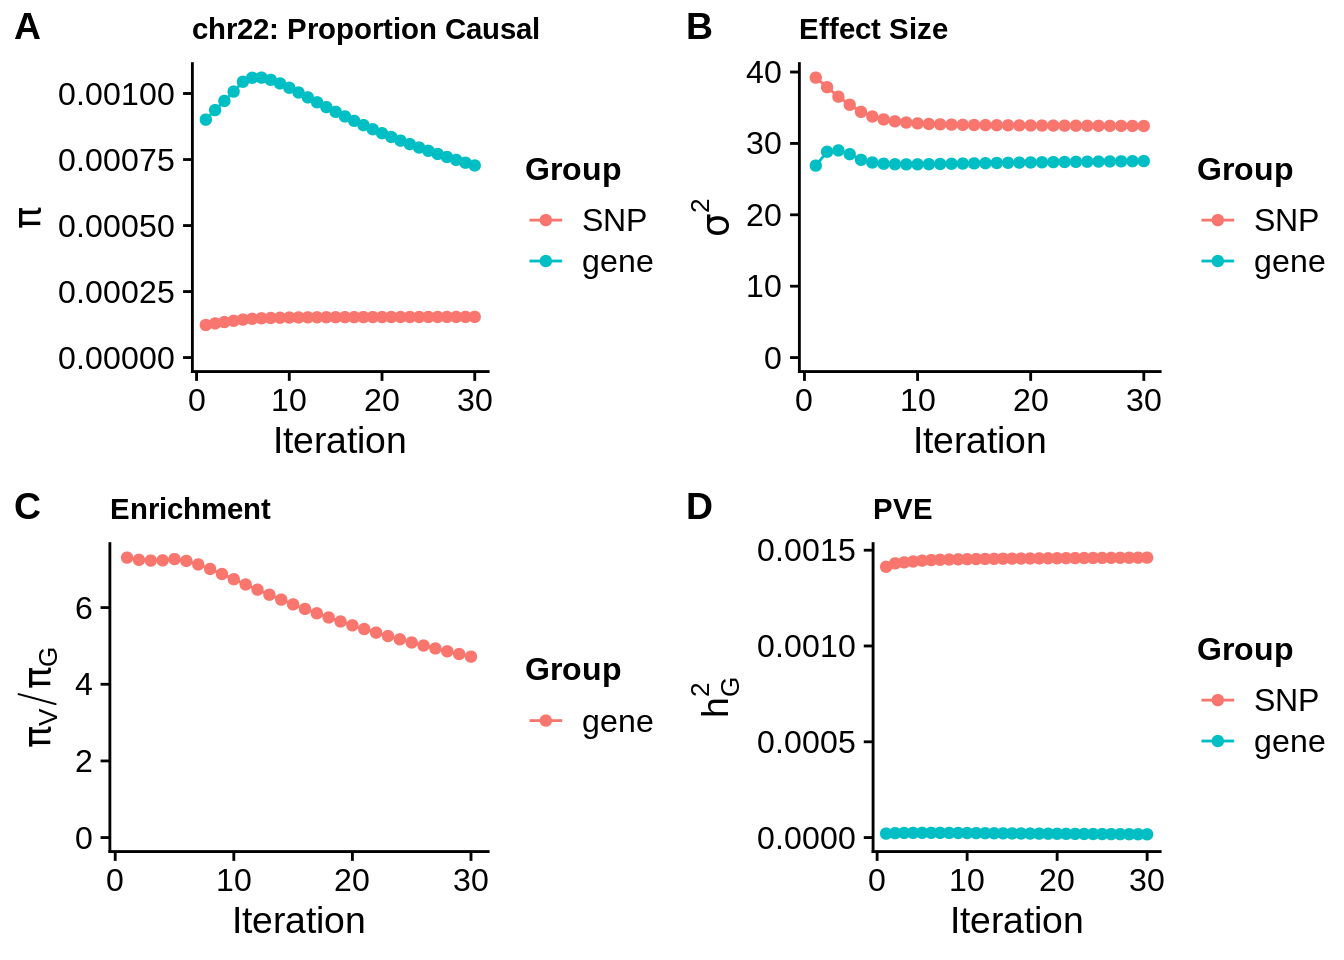 A
chr22: Proportion Causal
π
0.00100
0.00075
0.00050
0.00025
0.00000
0 10 20 30
Iteration
Group
SNP
gene
B
Effect Size
σ²
40
30
20
10
0
0 10 20 30
Iteration
Group
SNP
gene
C
Enrichment
π_V/π_G
6
4
2
0
0 10 20 30
Iteration
Group
gene
D
PVE
h²_G
0.0015
0.0010
0.0005
0.0000
0 10 20 30
Iteration
Group
SNP
gene